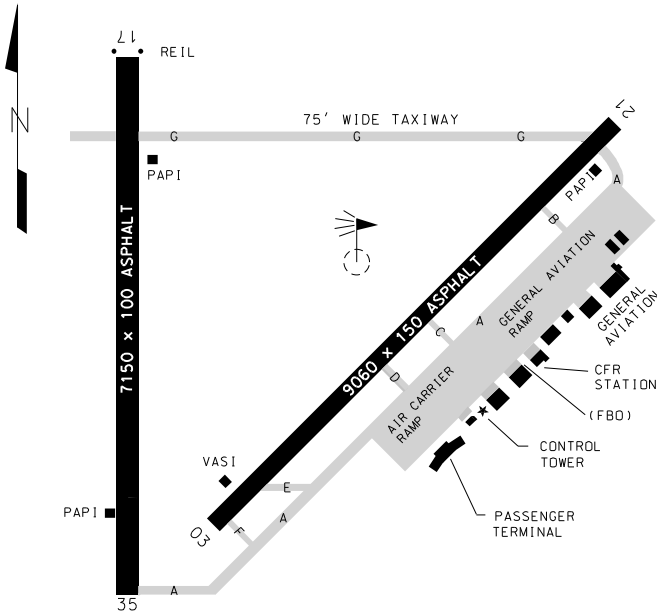 17
REIL
N
75' WIDE TAXIWAY
21
G
G
G
PAPI
PAPI
A
7150 x 100 ASPHALT
B
9060 x 150 ASPHALT
GENERAL AVIATION
RAMP
A
GENERAL
AVIATION
C
D
AIR CARRIER
RAMP
CFR
STATION
(FBO)
CONTROL
TOWER
VASI
E
PAPI
A
F
03
PASSENGER
TERMINAL
A
35